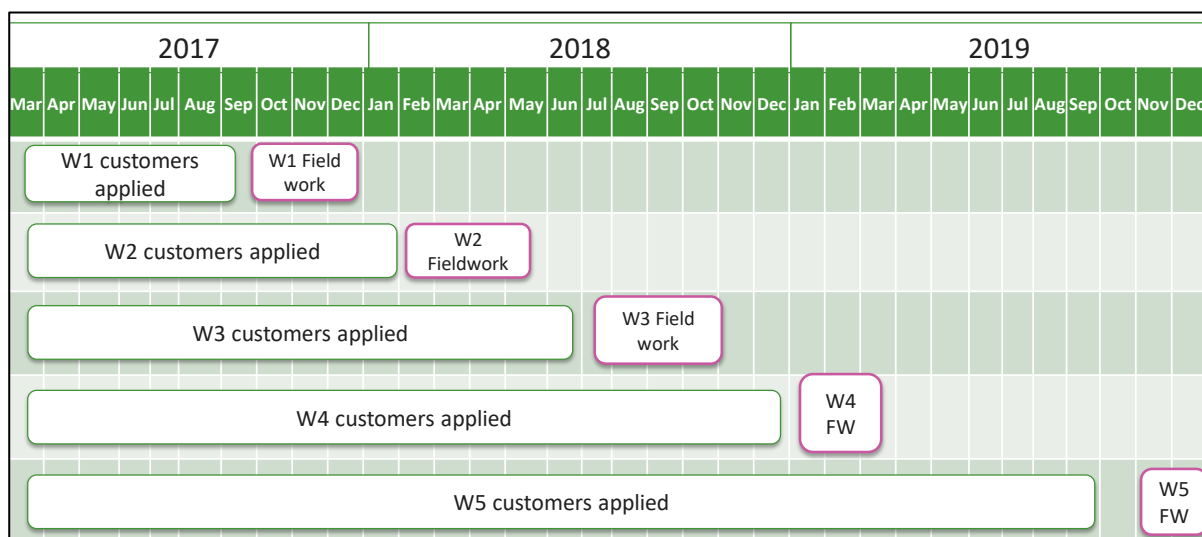 2017 2018 2019
Mar Apr May Jun Jul Aug Sep Oct Nov Dec Jan Feb Mar Apr May Jun Jul Aug Sep Oct Nov Dec Jan Feb Mar Apr May Jun Jul Aug Sep Oct Nov Dec
W1 customers
applied
W1 Field
work
W2 customers applied
W2
Fieldwork
W3 customers applied
W3 Field
work
W4 customers applied
W4
FW
W5 customers applied
W5
FW